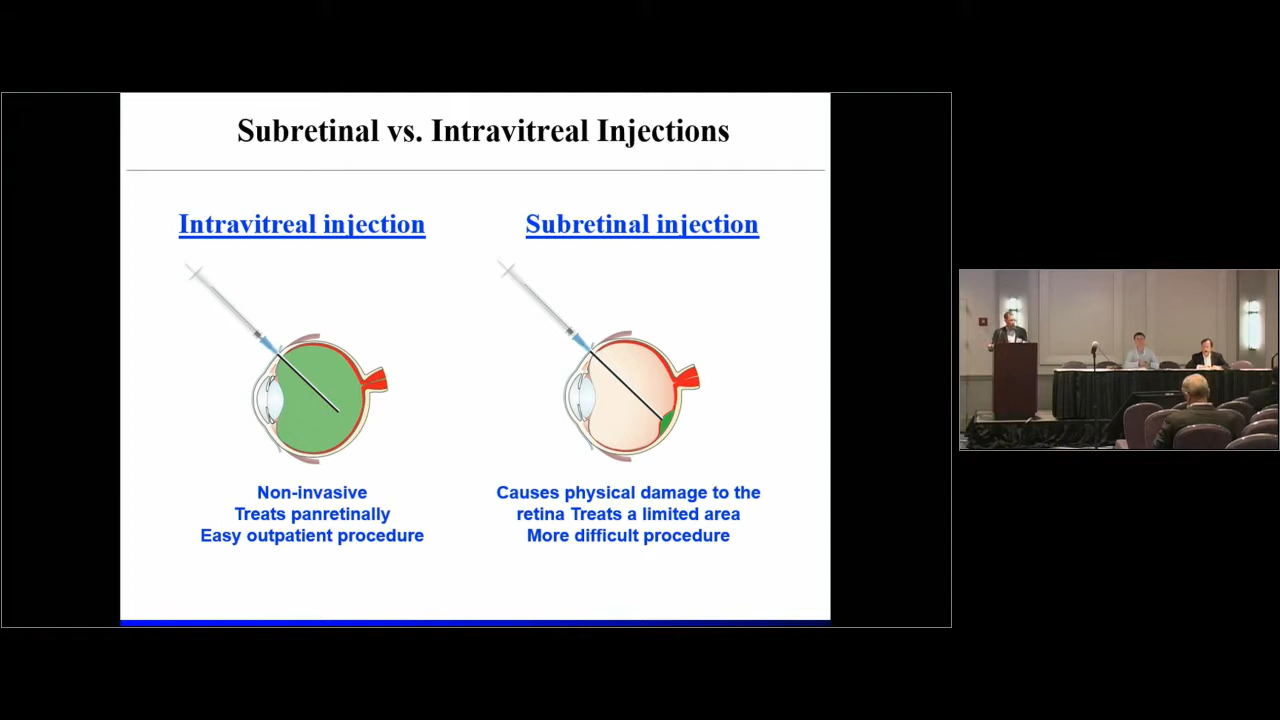 Subretinal vs. Intravitreal Injections
Intravitreal injection
Subretinal injection
Non-invasive
Treats panretinally
Easy outpatient procedure
Causes physical damage to the
retina Treats a limited area
More difficult procedure